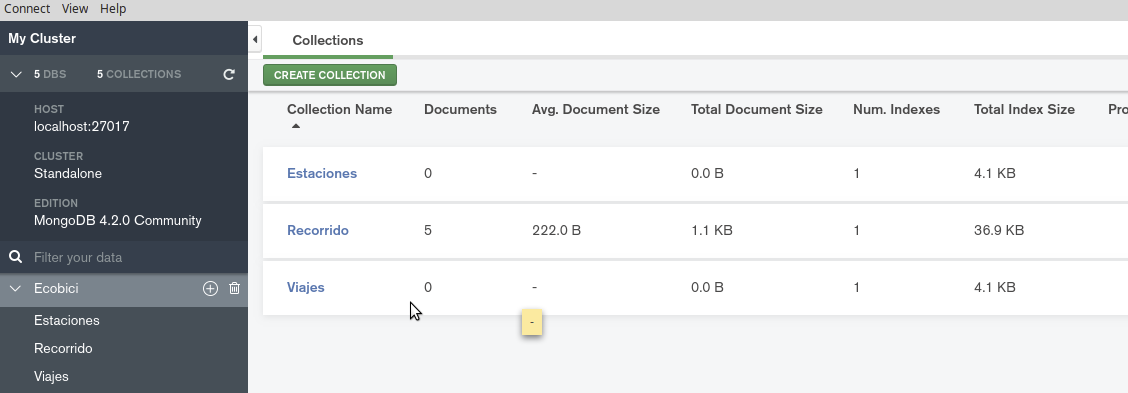 Connect View Help
My Cluster
5 DBS 5 COLLECTIONS
HOST
localhost:27017
CLUSTER
Standalone
EDITION
MongoDB 4.2.0 Community
Filter your data
Ecobici
Estaciones
Recorrido
Viajes
Collections
CREATE COLLECTION
Collection Name Documents Avg. Document Size Total Document Size Num. Indexes Total Index Size Pro
Estaciones 0 - 0.0 B 1 4.1 KB
Recorrido 5 222.0 B 1.1 KB 1 36.9 KB
Viajes 0 - 0.0 B 1 4.1 KB
-